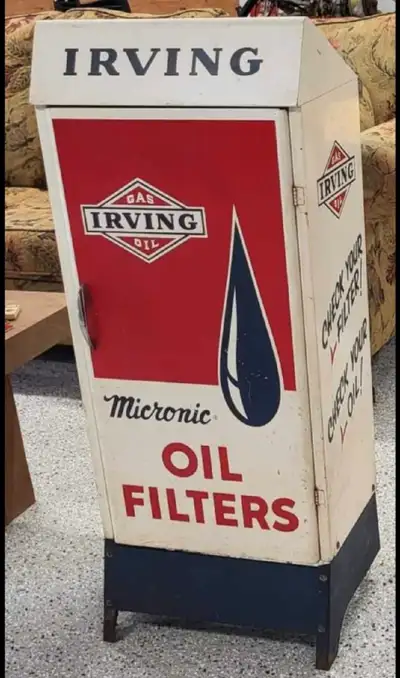 IRVING
GAS
IRVING
OIL
Micronic
OIL
FILTERS
GAS
IRVING
OIL
CHECK YOUR
FILTER!
CHECK YOUR
OIL!